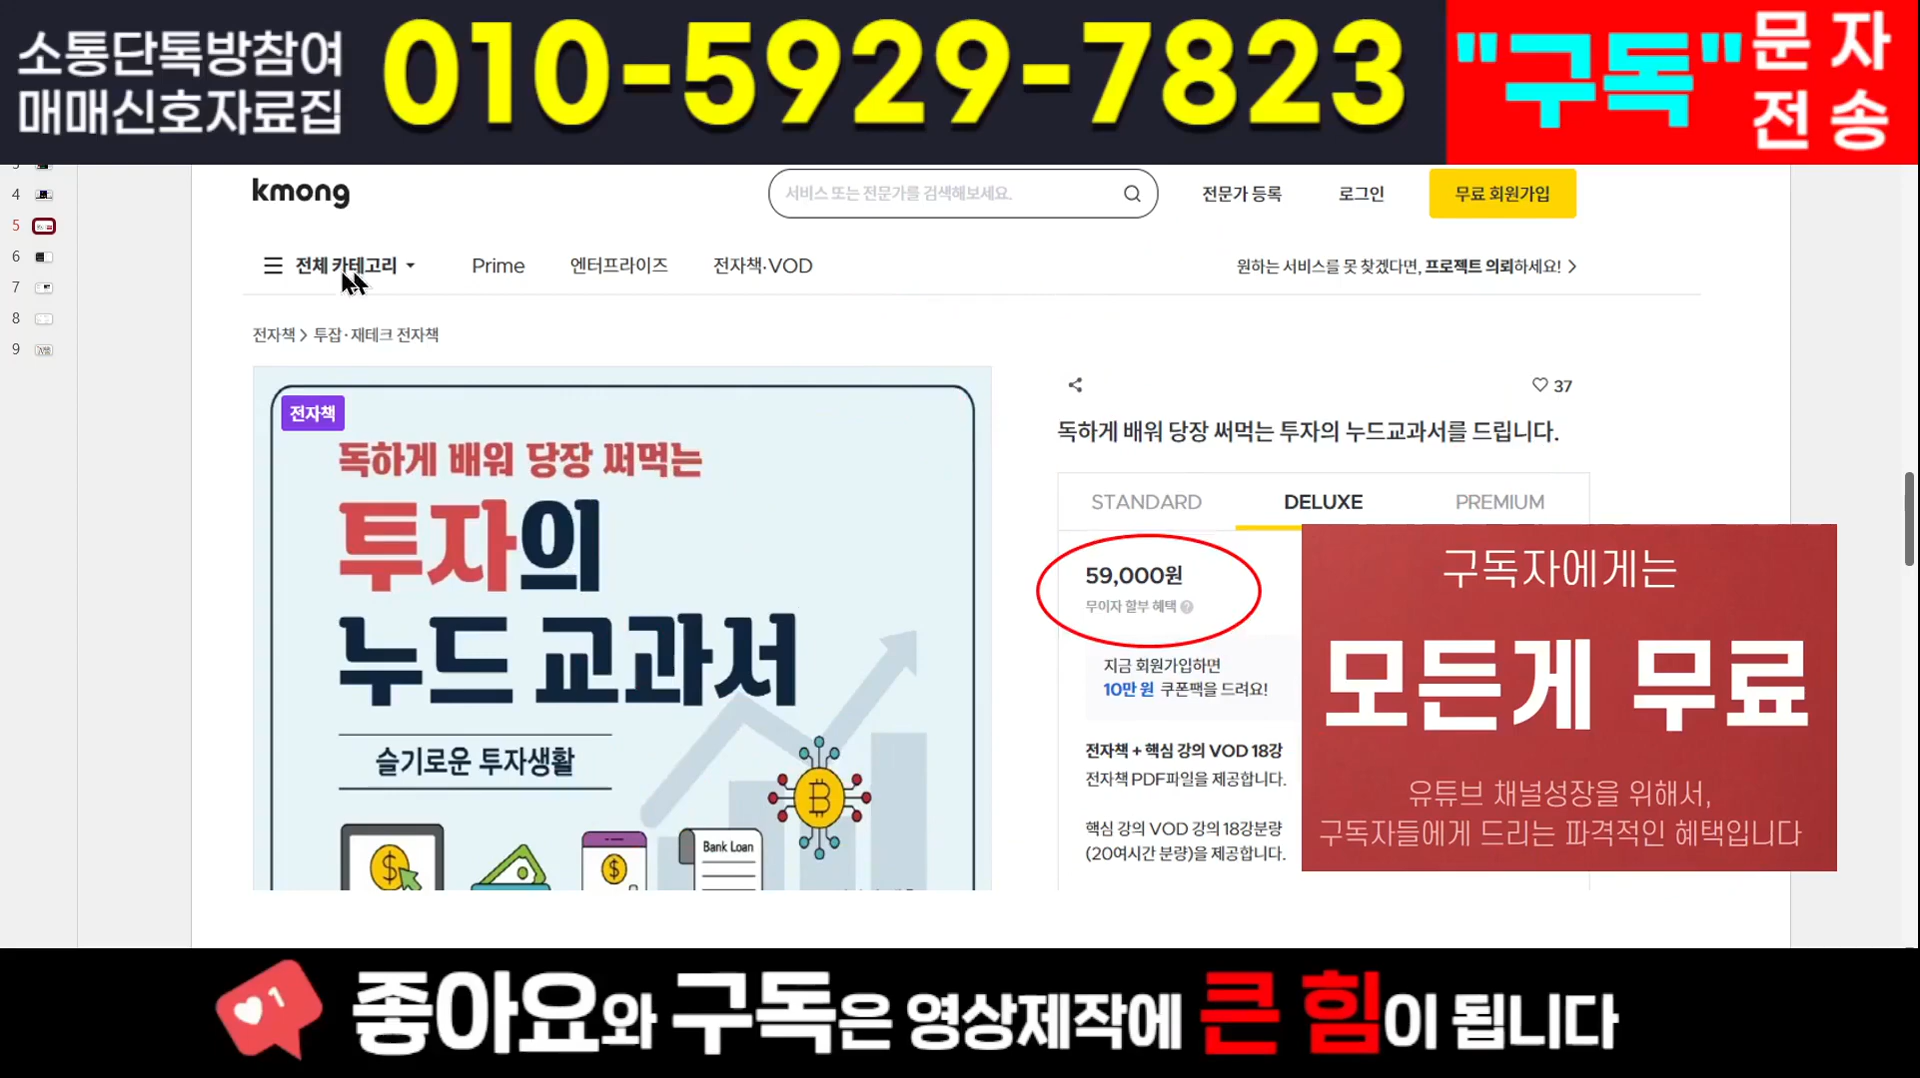 소통단톡방참여
매매신호자료집
010-5929-7823
"구독"
문자
전송
4
5
6
7
8
9
kmong
서비스 또는 전문가를 검색해보세요.
전문가 등록
로그인
무료 회원가입
전체 카테고리
Prime
엔터프라이즈
전자책·VOD
원하는 서비스를 못 찾겠다면, 프로젝트 의뢰하세요!
전자책 > 투잡·재테크 전자책
전자책
독하게 배워 당장 써먹는
투자의
누드 교과서
슬기로운 투자생활
Bank Loan
37
독하게 배워 당장 써먹는 투자의 누드교과서를 드립니다.
STANDARD
DELUXE
PREMIUM
59,000원
무이자 할부 혜택
지금 회원가입하면
10만 원 쿠폰팩을 드려요!
전자책 + 핵심 강의 VOD 18강
전자책 PDF파일을 제공합니다.
핵심 강의 VOD 강의 18강분량
(20여시간 분량)을 제공합니다.
구독자에게는
모든게 무료
유튜브 채널성장을 위해서,
구독자들에게 드리는 파격적인 혜택입니다
1
좋아요와 구독은 영상제작에 큰 힘이 됩니다